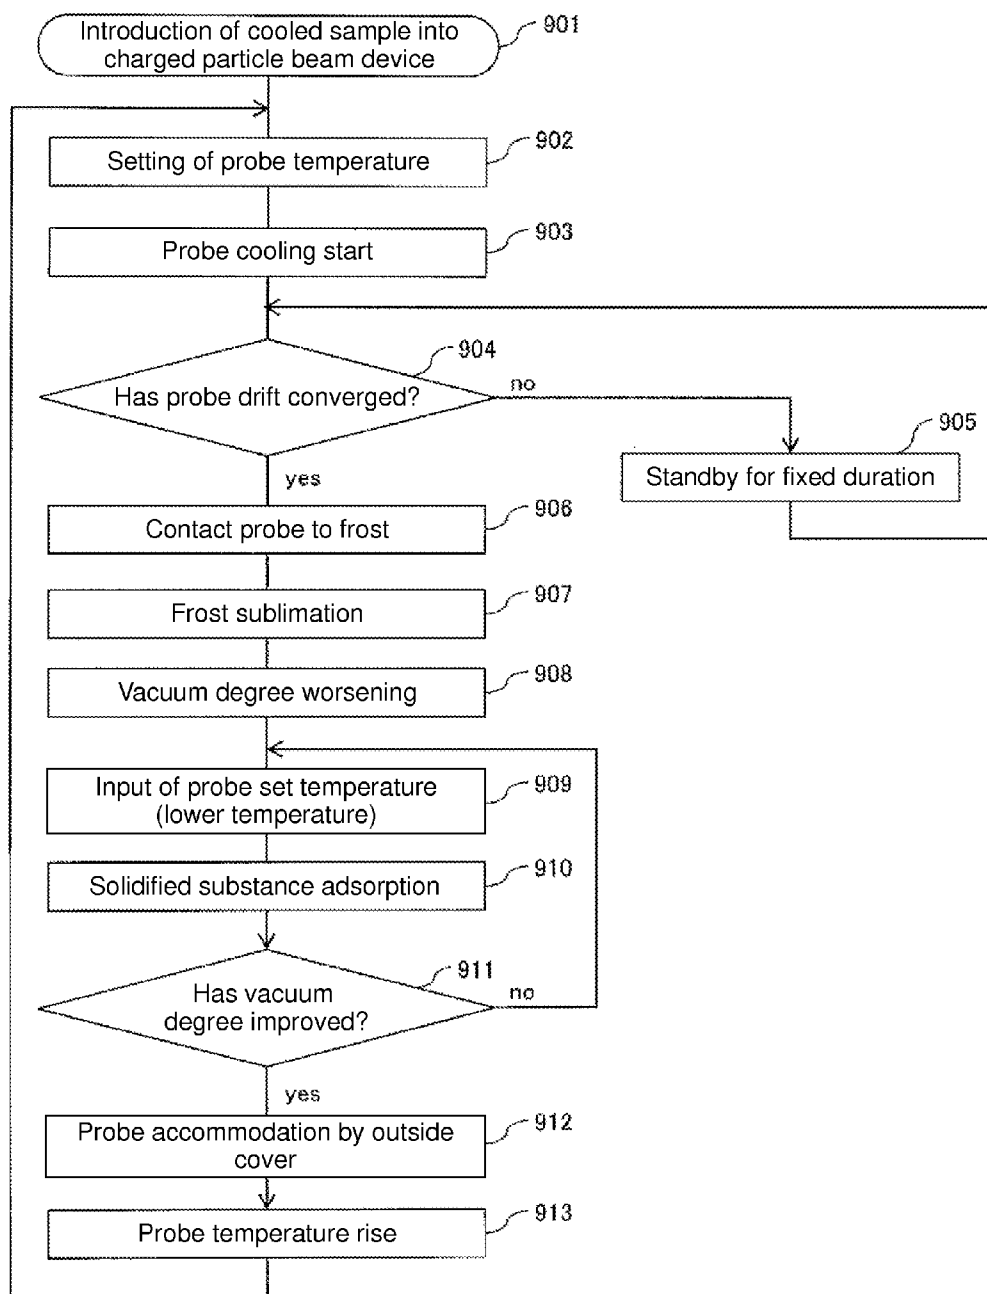 Introduction of cooled sample into
charged particle beam device
901
Setting of probe temperature
902
Probe cooling start
903
Has probe drift converged?
904
no
Standby for fixed duration
905
yes
Contact probe to frost
906
Frost sublimation
907
Vacuum degree worsening
908
Input of probe set temperature
(lower temperature)
909
Solidified substance adsorption
910
Has vacuum
degree improved?
911
no
yes
Probe accommodation by outside
cover
912
Probe temperature rise
913